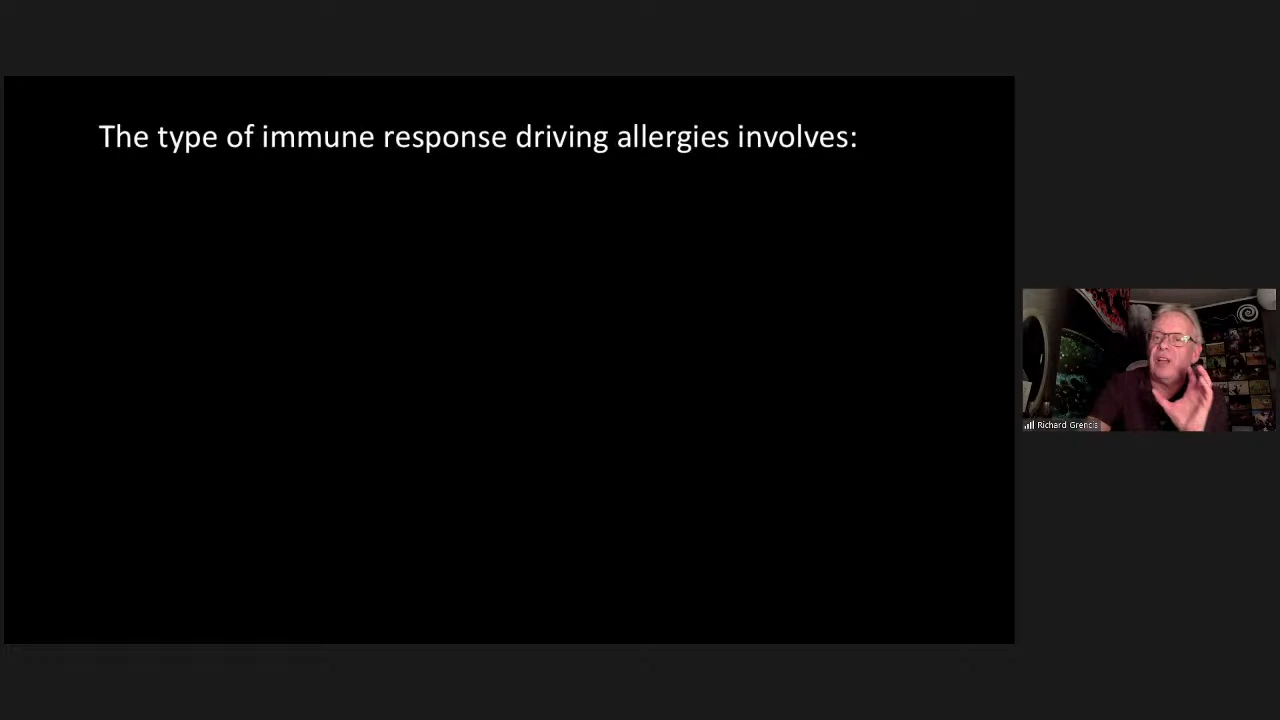 The type of immune response driving allergies involves:
Richard Grencis